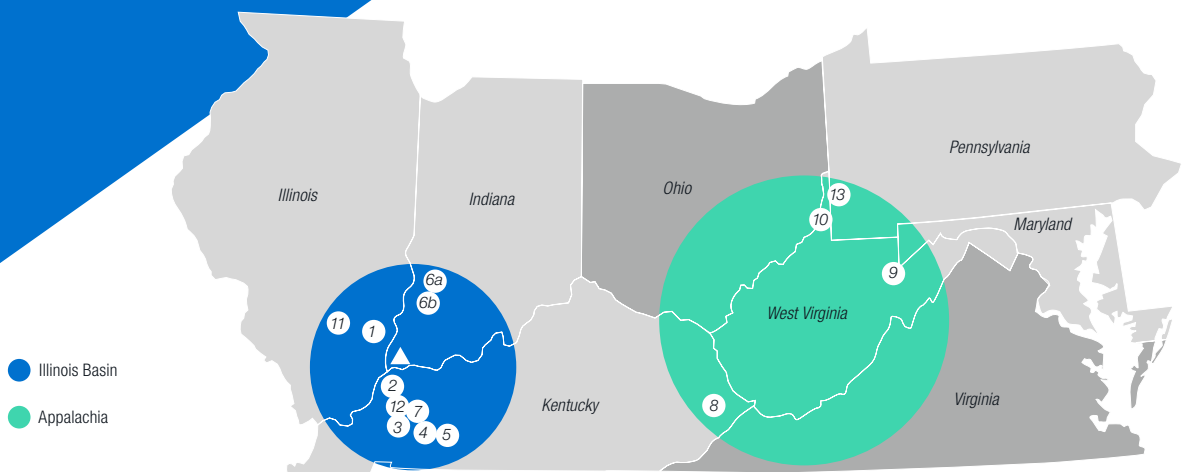 Pennsylvania
Ohio
13
Illinois
Indiana
10
Maryland
6a
9
6b
11
1
West Virginia
Illinois Basin
2
Kentucky
Virginia
12
7
8
Appalachia
3
4
5